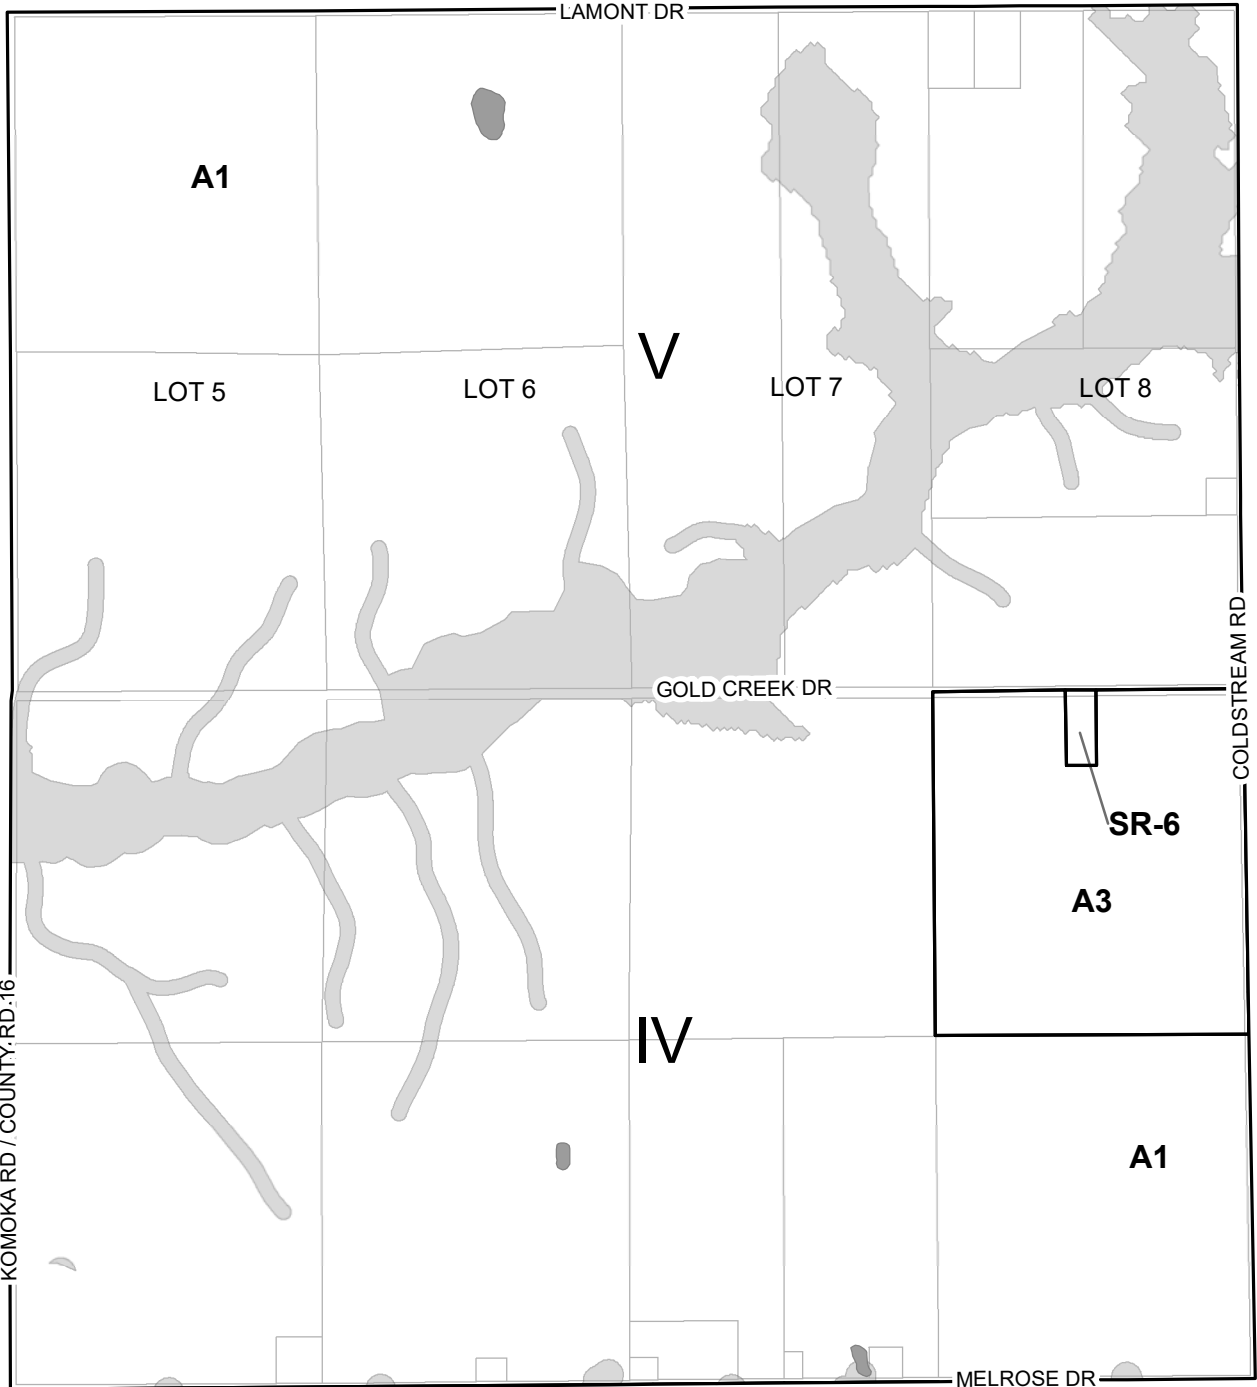 LAMONT DR
A1
V
LOT 5
LOT 6
LOT 7
LOT 8
GOLD CREEK DR
COLDSTREAM RD
SR-6
A3
KOMOKA RD / COUNTY RD 16
IV
A1
MELROSE DR